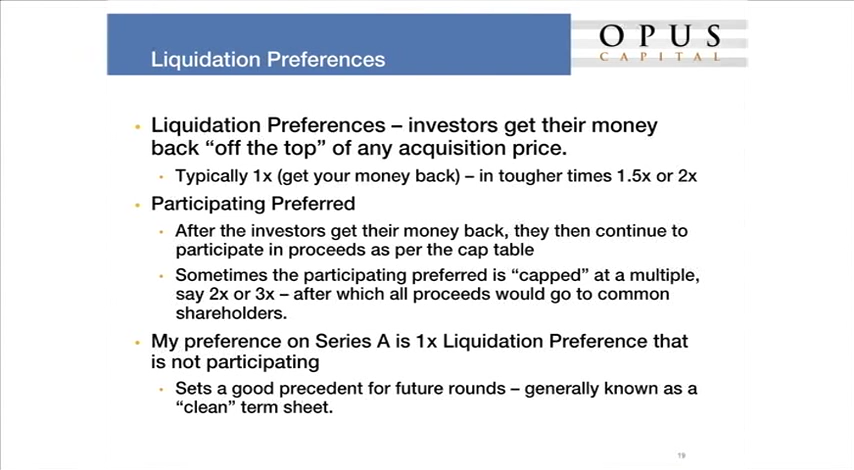 Liquidation Preferences
OPUS
CAPITAL
• Liquidation Preferences – investors get their money
back “off the top” of any acquisition price.
• Typically 1x (get your money back) – in tougher times 1.5x or 2x
• Participating Preferred
• After the investors get their money back, they then continue to
participate in proceeds as per the cap table
• Sometimes the participating preferred is “capped” at a multiple,
say 2x or 3x – after which all proceeds would go to common
shareholders.
• My preference on Series A is 1x Liquidation Preference that
is not participating
• Sets a good precedent for future rounds – generally known as a
“clean” term sheet.
19